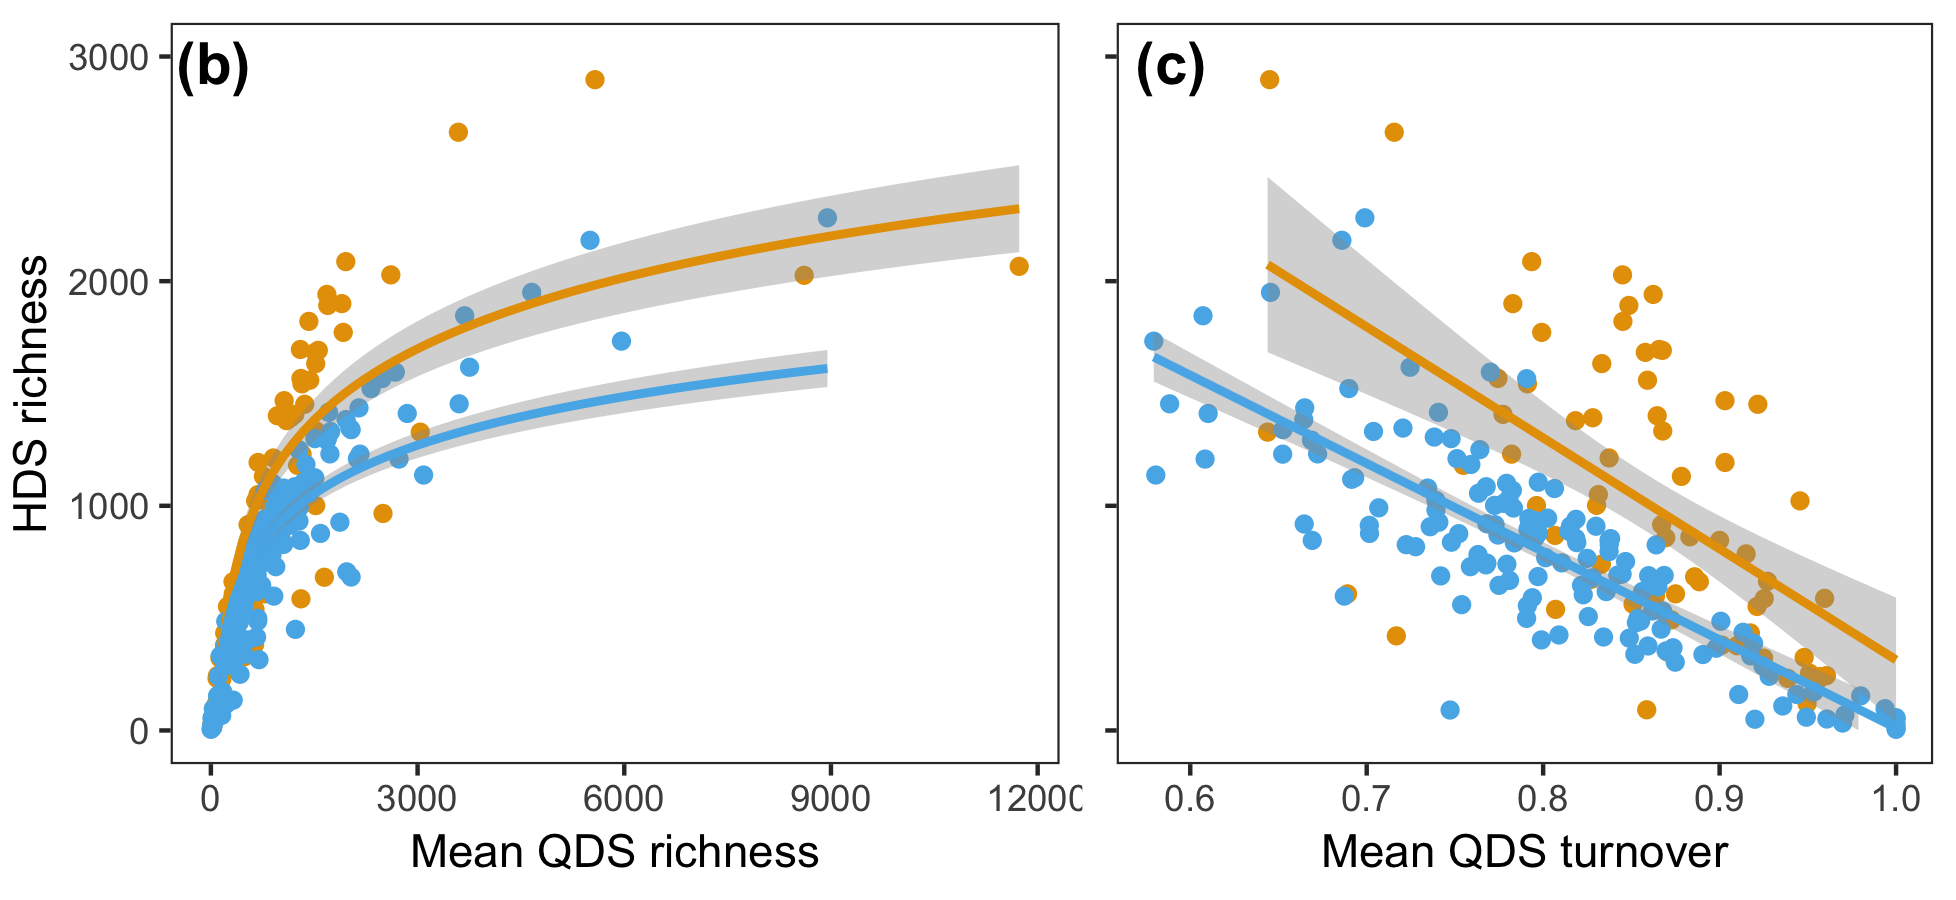 (b)
(c)
HDS richness
3000
2000
1000
0
0 3000 6000 9000 12000
0.6 0.7 0.8 0.9 1.0
Mean QDS richness
Mean QDS turnover